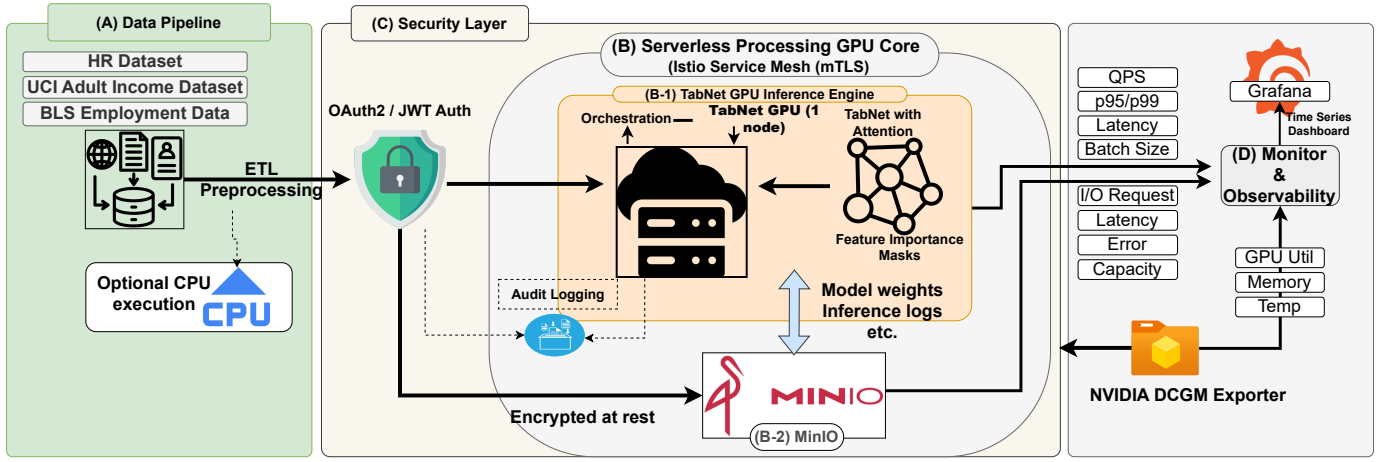 (A) Data Pipeline
HR Dataset
UCI Adult Income Dataset
BLS Employment Data
ETL
Preprocessing
Optional CPU
execution
CPU
(C) Security Layer
OAuth2 / JWT Auth
(B) Serverless Processing GPU Core
(Istio Service Mesh (mTLS)
(B-1) TabNet GPU Inference Engine
Orchestration
TabNet GPU (1
node)
TabNet with
Attention
Feature Importance
Masks
Audit Logging
Model weights
Inference logs
etc.
Encrypted at rest
MINIO
(B-2) MinIO
QPS
p95/p99
Latency
Batch Size
I/O Request
Latency
Error
Capacity
Grafana
Time Series
Dashboard
(D) Monitor
&
Observability
GPU Util
Memory
Temp
NVIDIA DCGM Exporter